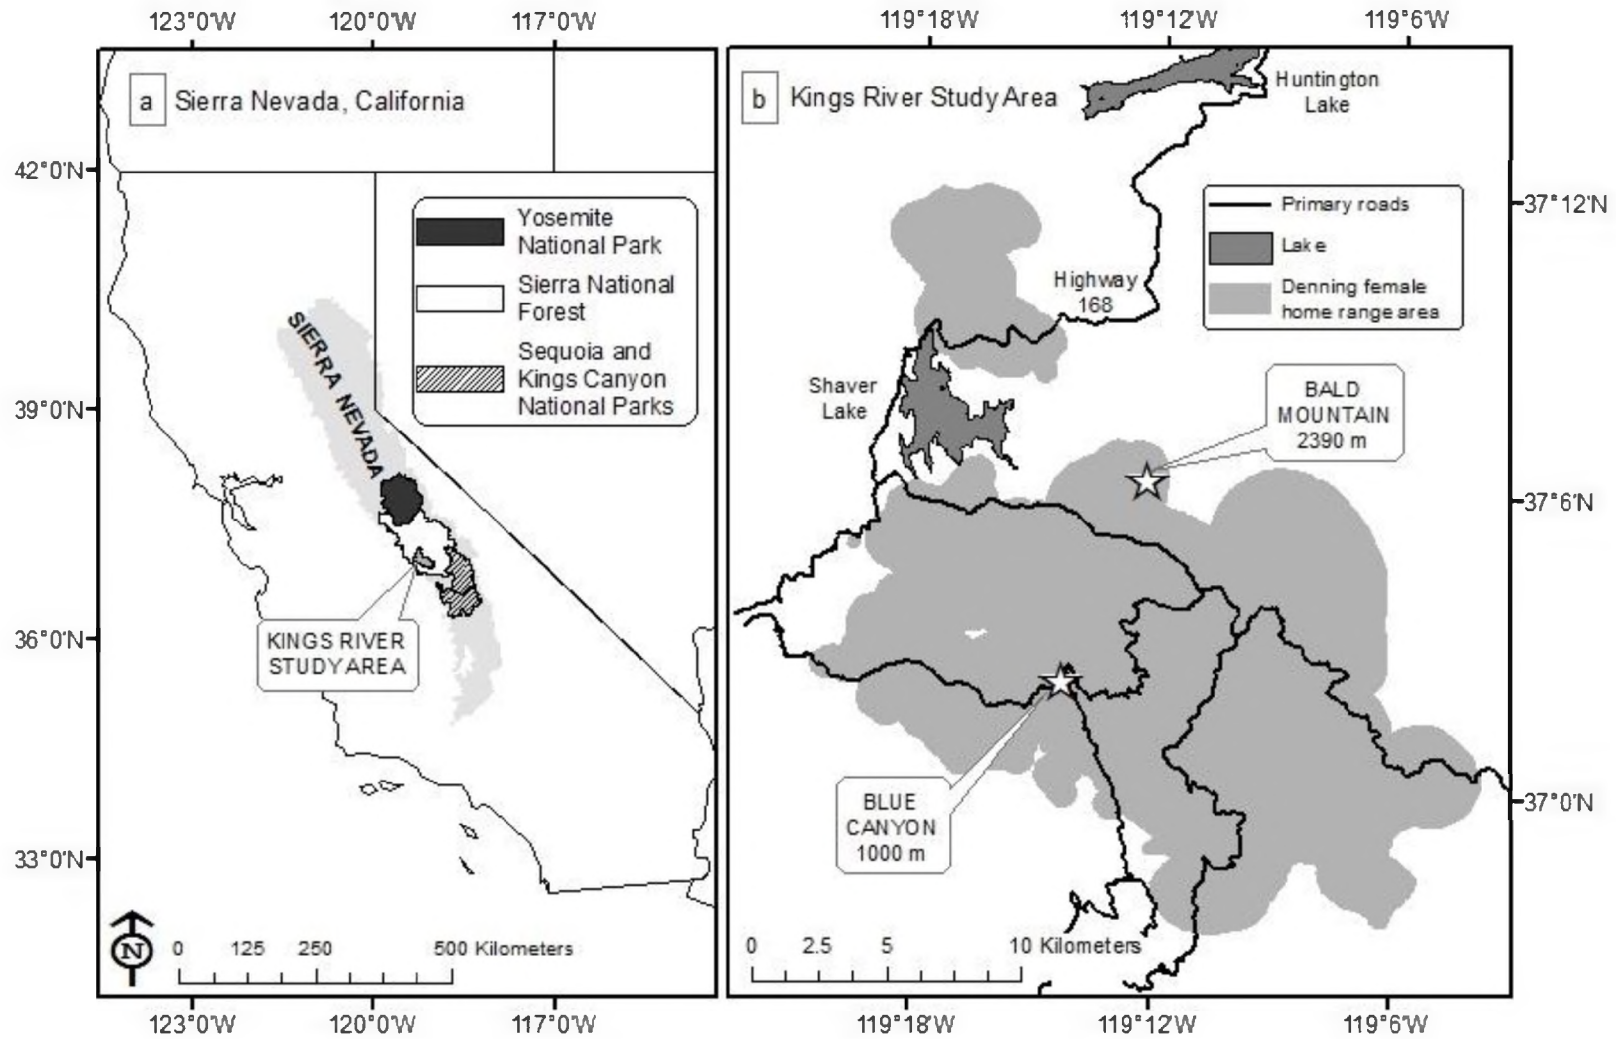 123°0'W 120°0'W 117°0'W
119°18'W 119°12'W 119°6'W
a Sierra Nevada, California
42°0'N
39°0'N
36°0'N
33°0'N
Yosemite
National Park
Sierra National
Forest
Sequoia and
Kings Canyon
National Parks
SIERRA NEVADA
KINGS RIVER
STUDY AREA
N
0 125 250 500 Kilometers
123°0'W 120°0'W 117°0'W
b Kings River Study Area
Huntington
Lake
Primary roads
Lake
Denning female
home range area
Highway
168
Shaver
Lake
BALD
MOUNTAIN
2390 m
BLUE
CANYON
1000 m
37°12'N
37°6'N
37°0'N
0 2.5 5 10 Kilometers
119°18'W 119°12'W 119°6'W